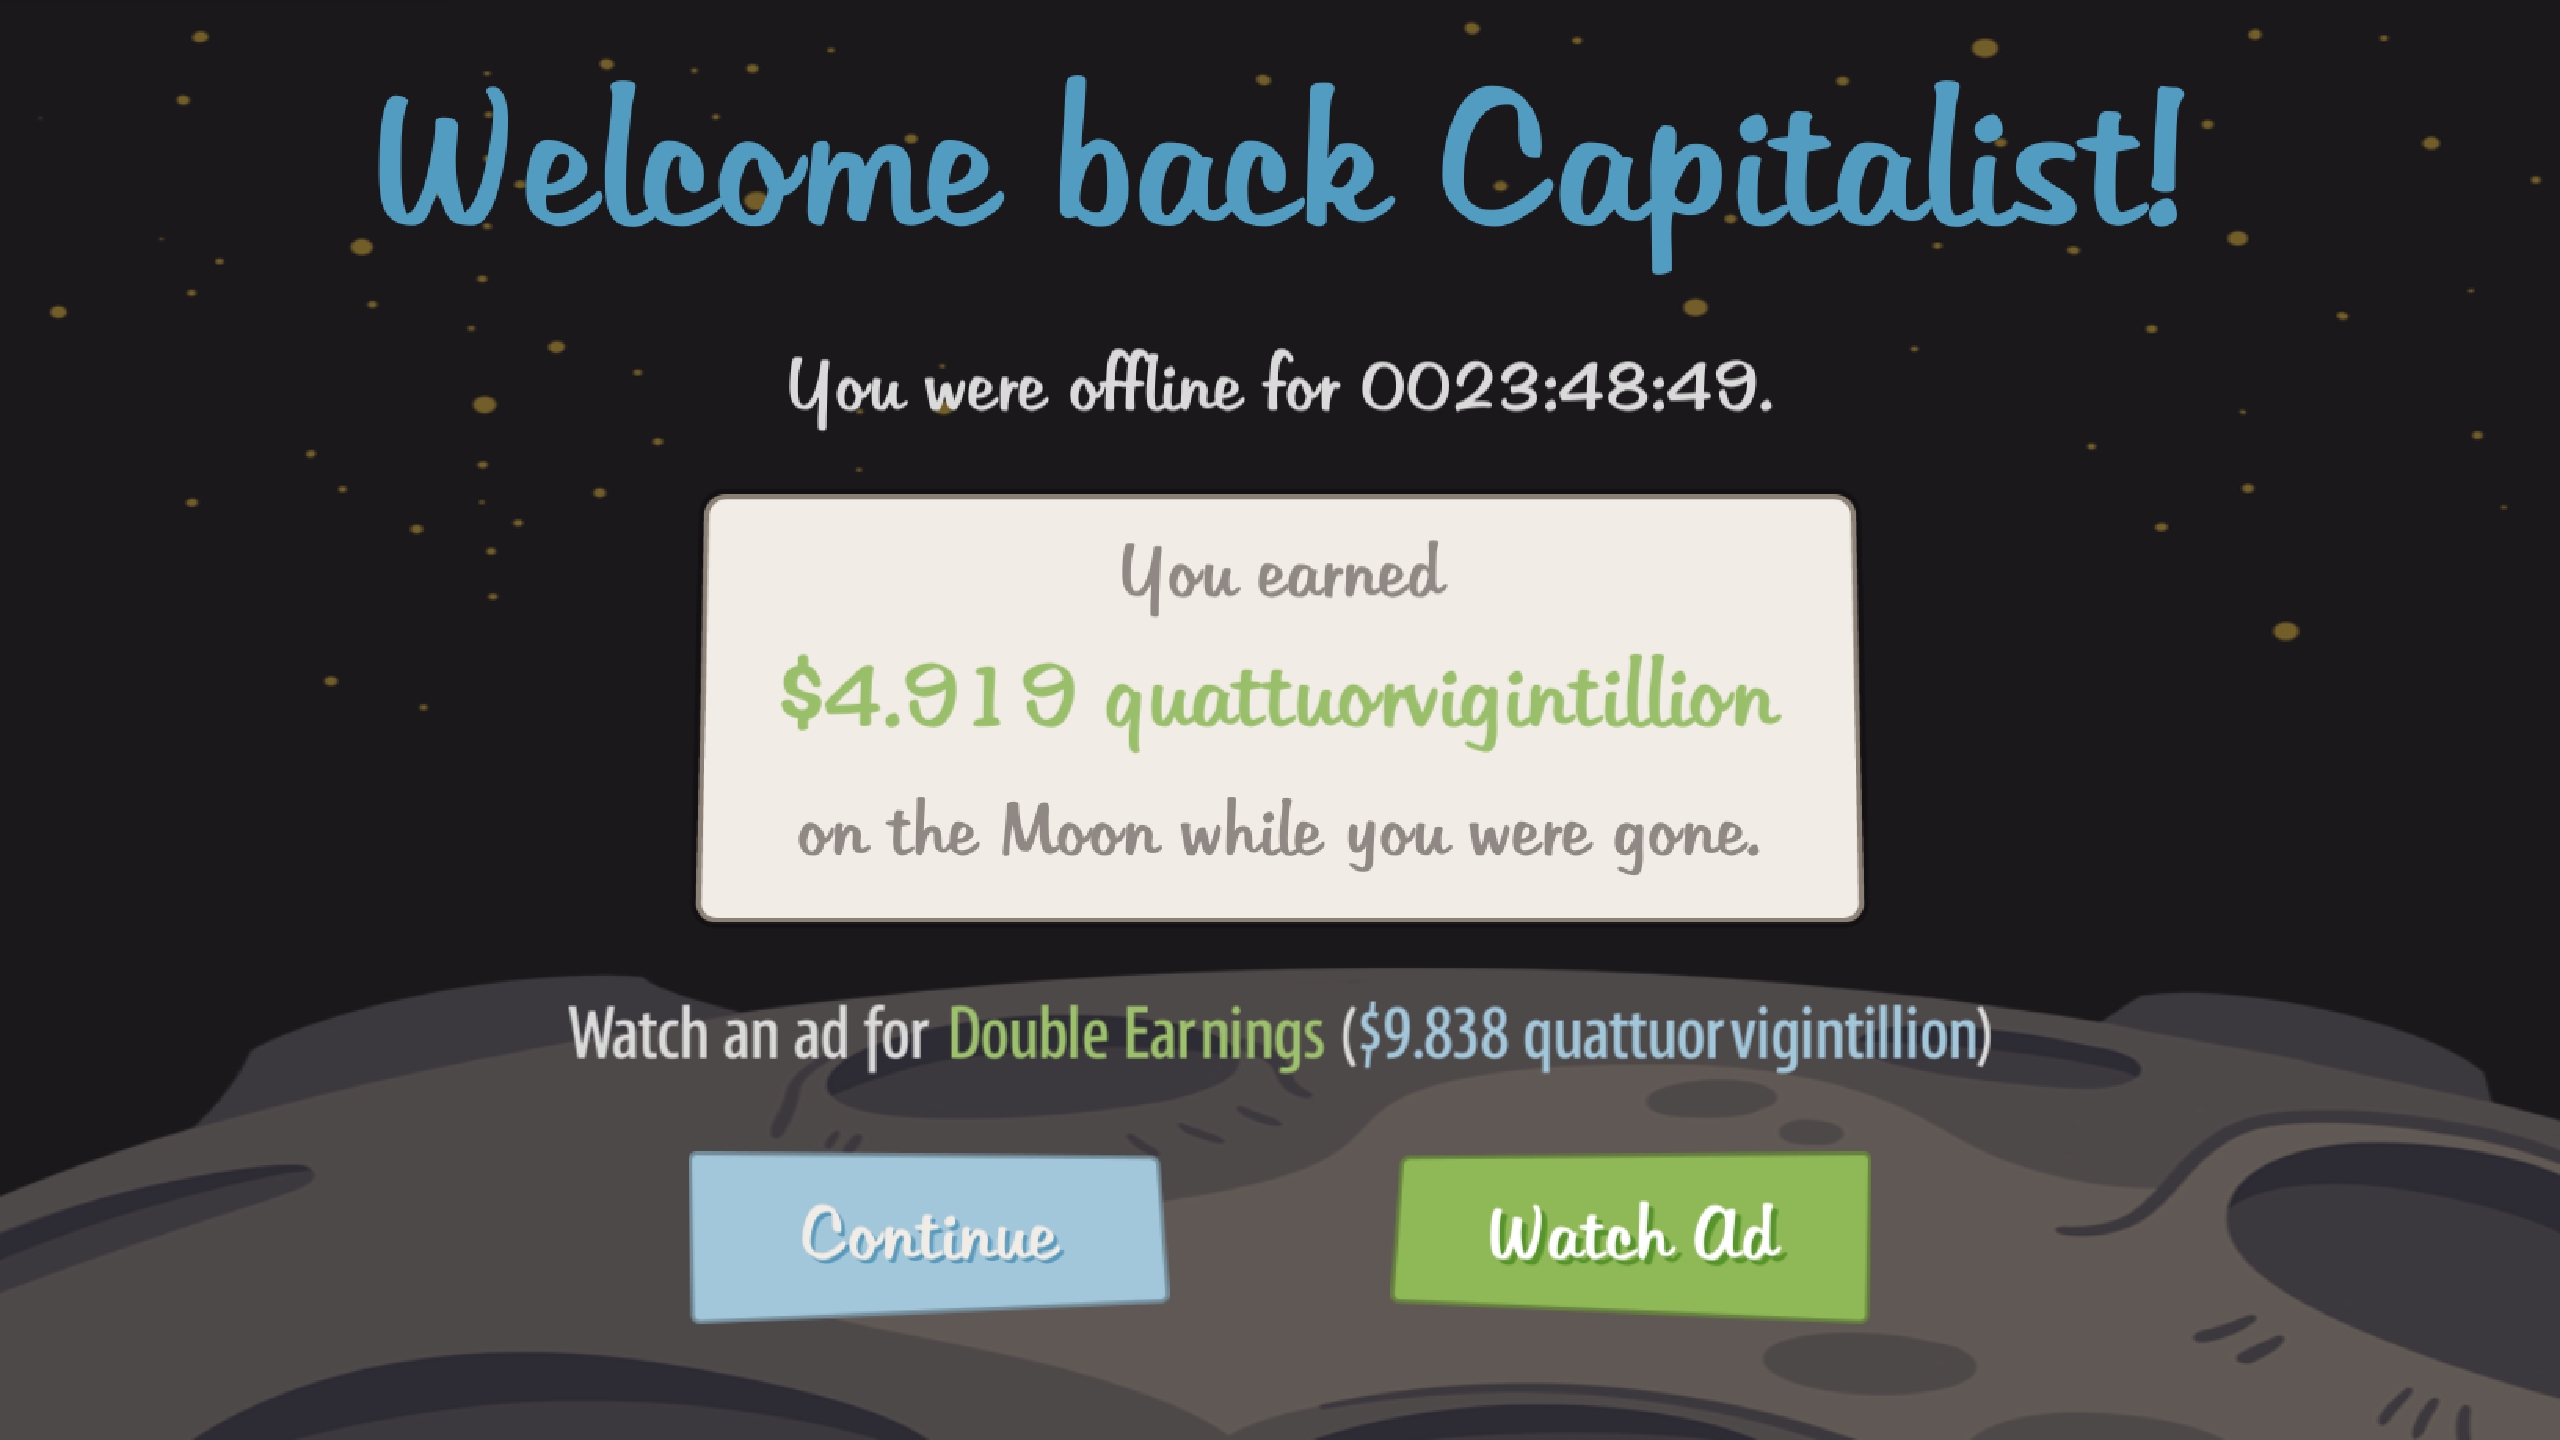 Welcome back Capitalist!
You were offline for 0023:48:49.
You earned
$4.919 quattuorvigintillion
on the Moon while you were gone.
Watch an ad for Double Earnings ($9.838 quattuorvigintillion)
Continue
Watch Ad